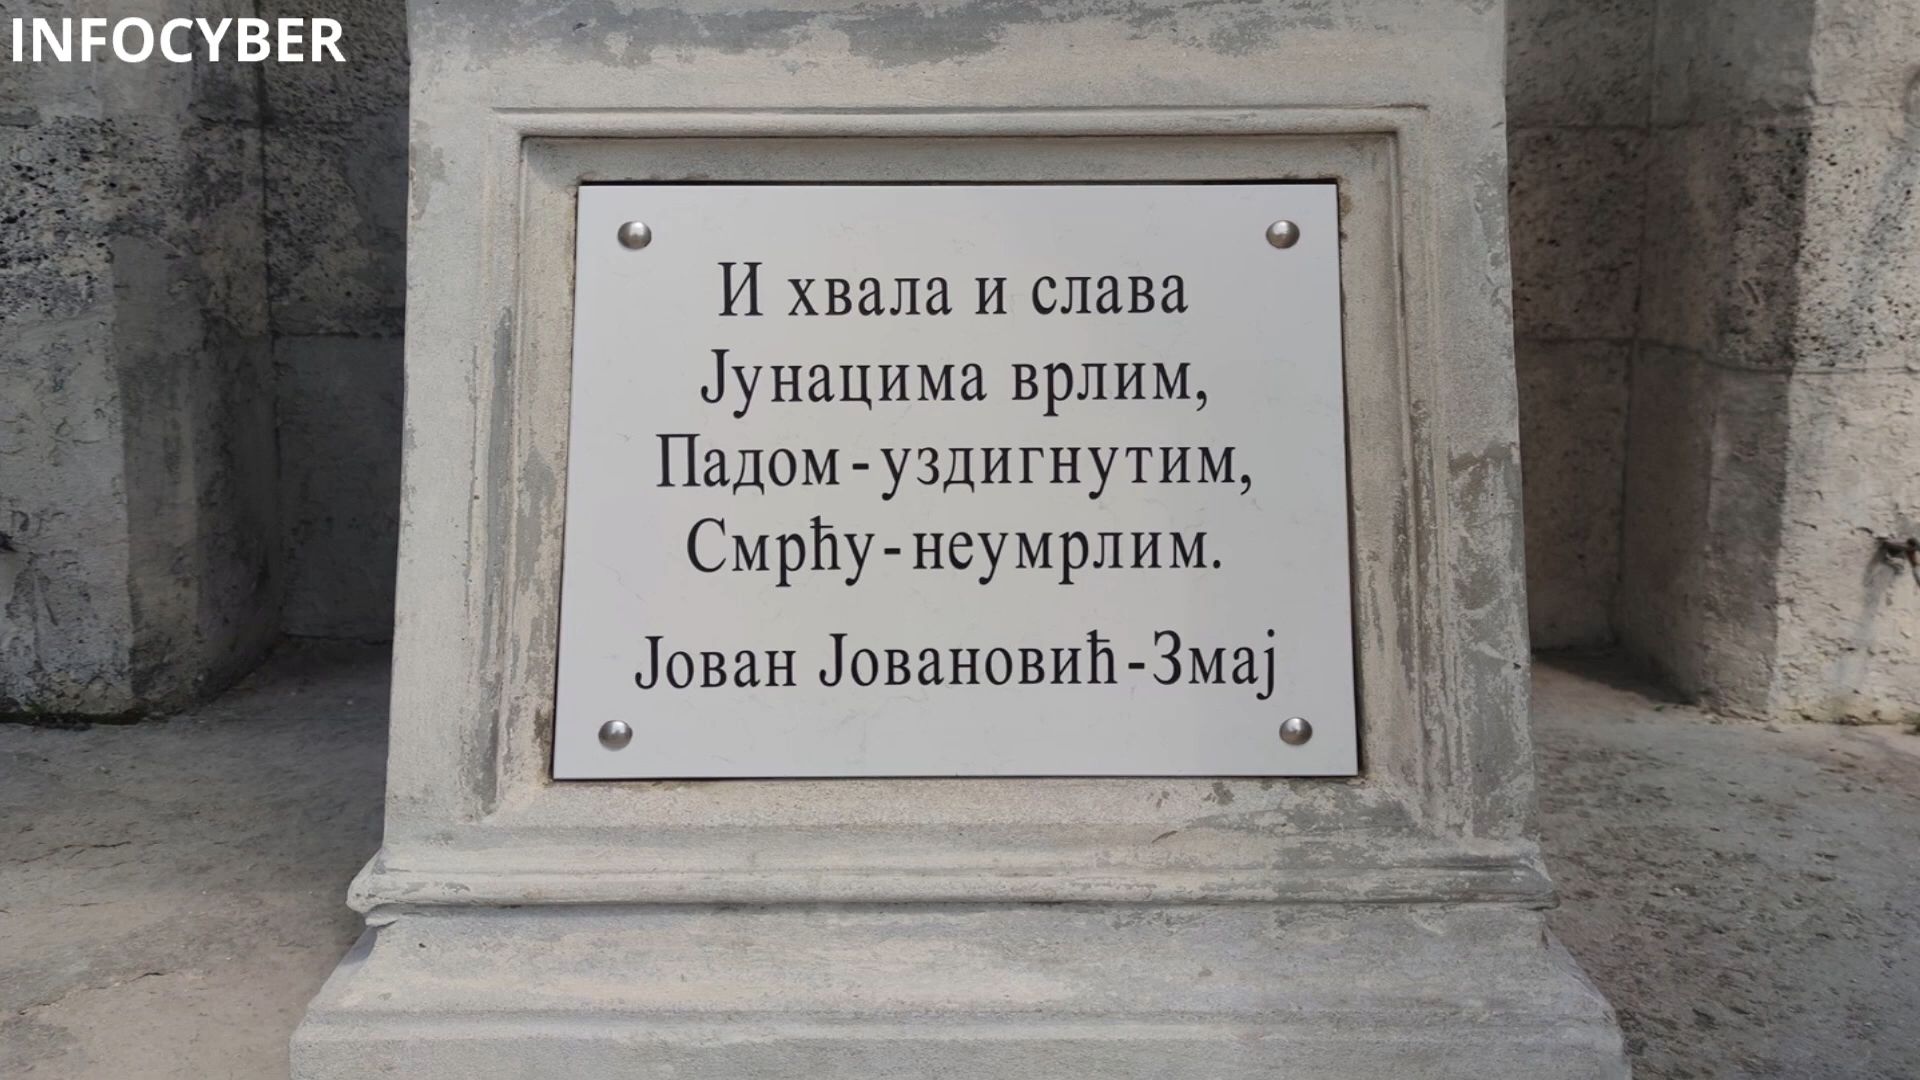 INFOCYBER
И хвала и слава
Јунацима врлим,
Падом-уздигнутим,
Смрћу-неумрлим.
Јован Јовановић-Змај